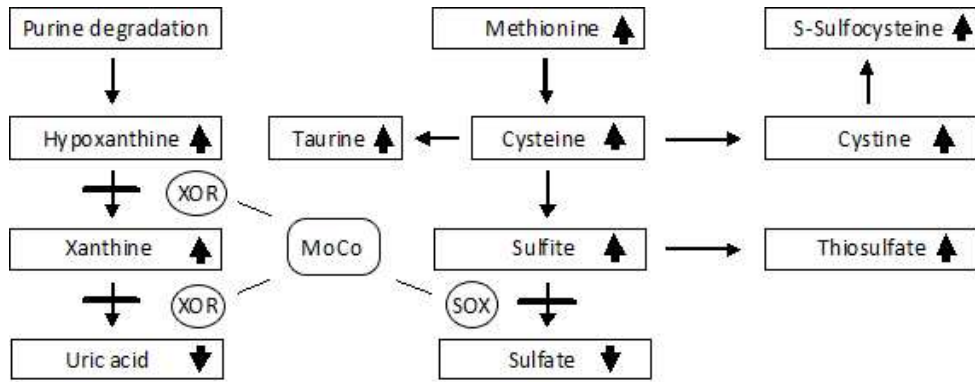 Purine degradation
Methionine
S-Sulfocysteine
Hypoxanthine
Taurine
Cysteine
Cystine
XOR
Xanthine
MoCo
Sulfite
Thiosulfate
XOR
SOX
Uric acid
Sulfate